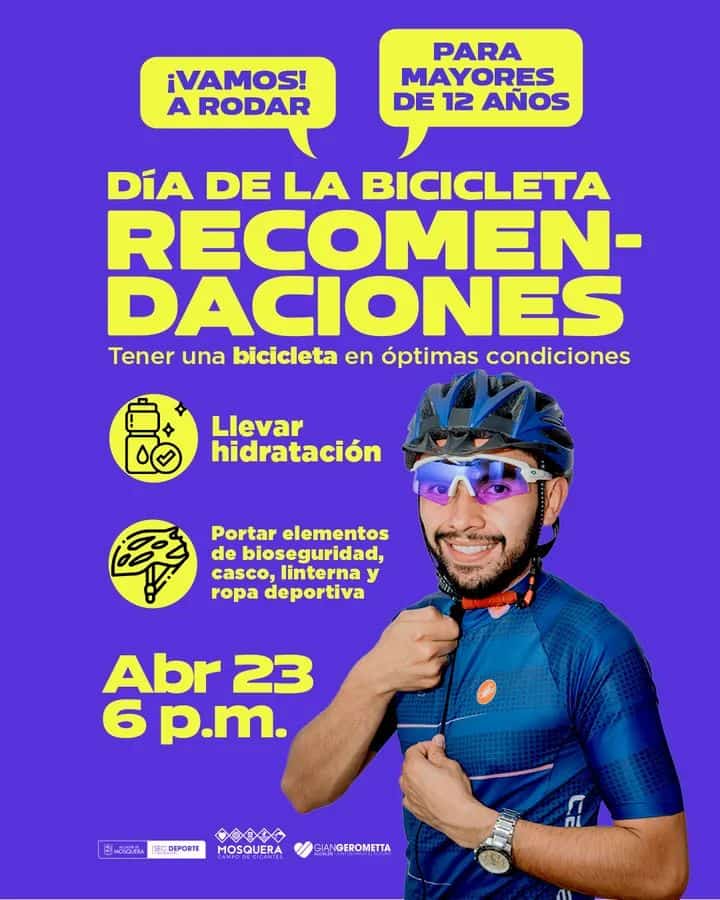 ¡VAMOS!
A RODAR
PARA
MAYORES
DE 12 AÑOS
DÍA DE LA BICICLETA
RECOMEN-
DACIONES
Tener una bicicleta en óptimas condiciones
Llevar
hidratación
Portar elementos
de bioseguridad,
casco, linterna y
ropa deportiva
Abr 23
6 p.m.
MOSQUERA
DEPORTE
MOSQUERA
CAMPO DE GIGANTES
GIANGEROMETTA
ALCALDE